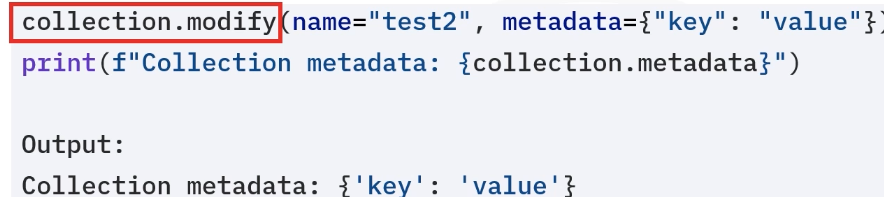 collection.modify(name="test2", metadata={"key": "value"})
print(f"Collection metadata: {collection.metadata}")
Output:
Collection metadata: {'key': 'value'}